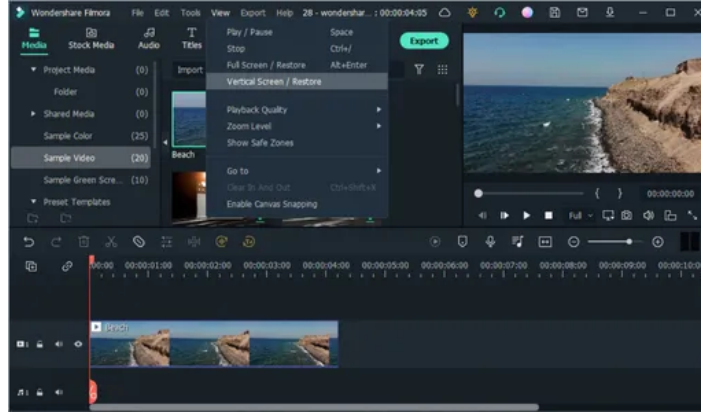 Wondershare Filmora File Edit Tools View Export Help 28 - wondershar... : 00:00:04:05
Media Stock Media Audio Titles Export
Play / Pause Space
Stop Ctrl+/
Full Screen / Restore Alt+Enter
Vertical Screen / Restore
Playback Quality
Zoom Level
Show Safe Zones
Go to
Clear In And Out Ctrl+Shift+X
Enable Canvas Snapping
Project Media (0)
Folder (0)
Shared Media (0)
Sample Color (25)
Sample Video (20)
Sample Green Scre... (10)
Preset Templates
Import
Beach
{ } 00:00:00:00
Full
00:00 00:00:01:00 00:00:02:00 00:00:03:00 00:00:04:00 00:00:05:00 00:00:06:00 00:00:07:00 00:00:08:00 00:00:09:00 00:00:10:0
Beach
1
1